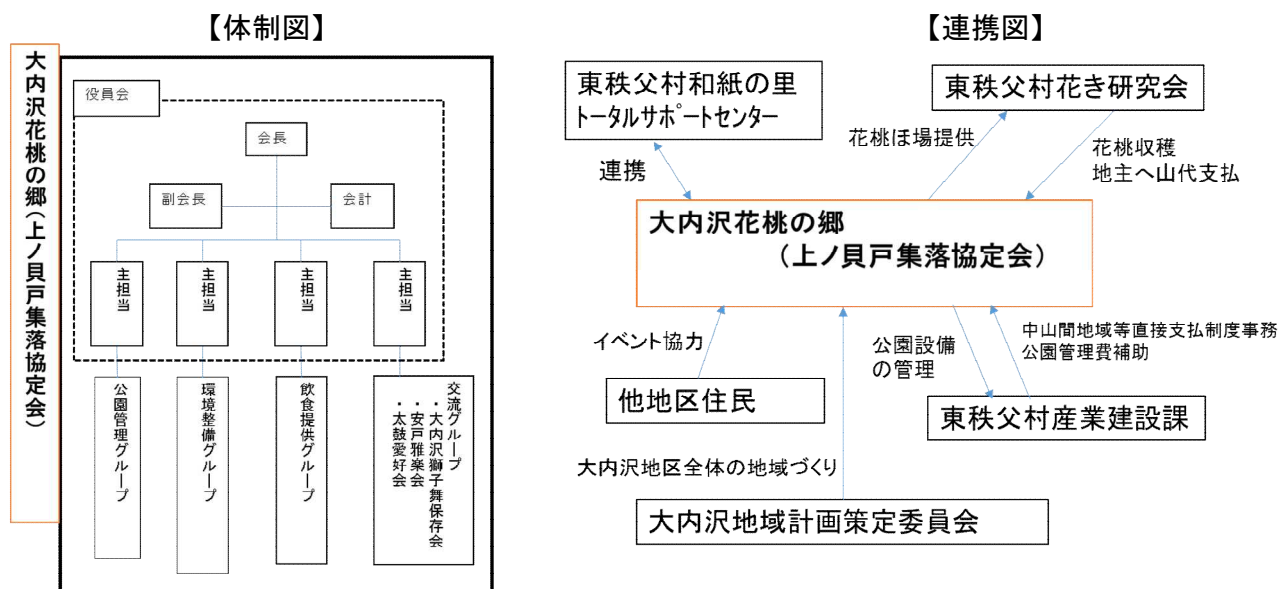 【体制図】
大内沢花桃の郷(上ノ貝戸集落協定会)
役員会
会長
副会長
会計
主担当
主担当
主担当
主担当
公園管理グループ
環境整備グループ
飲食提供グループ
交流グループ
・大内沢獅子舞保存会
・安戸雅楽会
・太鼓愛好会
【連携図】
東秩父村和紙の里
トータルサポートセンター
東秩父村花き研究会
連携
花桃ほ場提供
花桃収穫
地主へ山代支払
大内沢花桃の郷
(上ノ貝戸集落協定会)
イベント協力
公園設備
の管理
中山間地域等直接支払制度事務
公園管理費補助
他地区住民
東秩父村産業建設課
大内沢地区全体の地域づくり
大内沢地域計画策定委員会